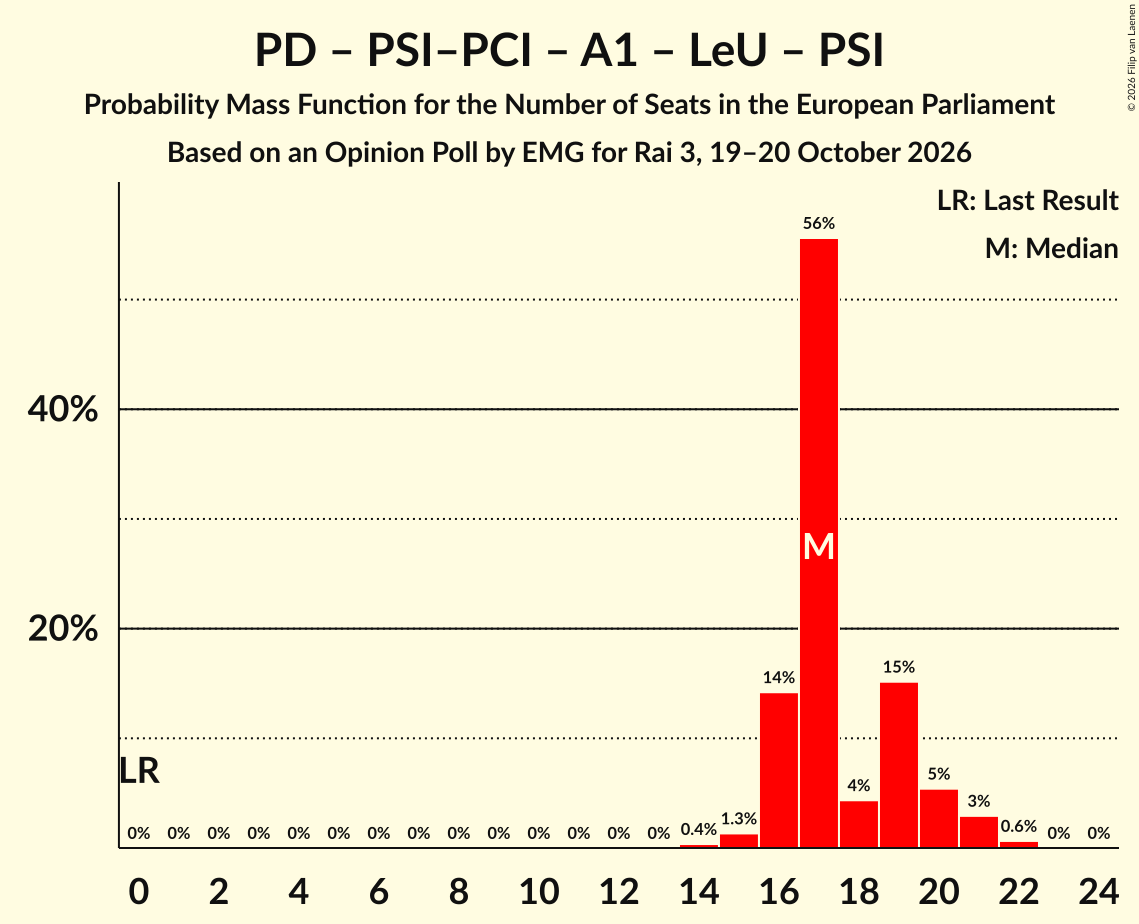 PD – PSI–PCI – A1 – LeU – PSI
Probability Mass Function for the Number of Seats in the European Parliament
Based on an Opinion Poll by EMG for Rai 3, 19–20 October 2026
© 2026 Filip van Laenen
LR: Last Result
M: Median
56%
40%
M
20%
15%
14%
LR
5%
4%
3%
1.3%
0.6%
0.4%
0% 0% 0% 0% 0% 0% 0% 0% 0% 0% 0% 0% 0% 0% 0% 0%
0 2 4 6 8 10 12 14 16 18 20 22 24